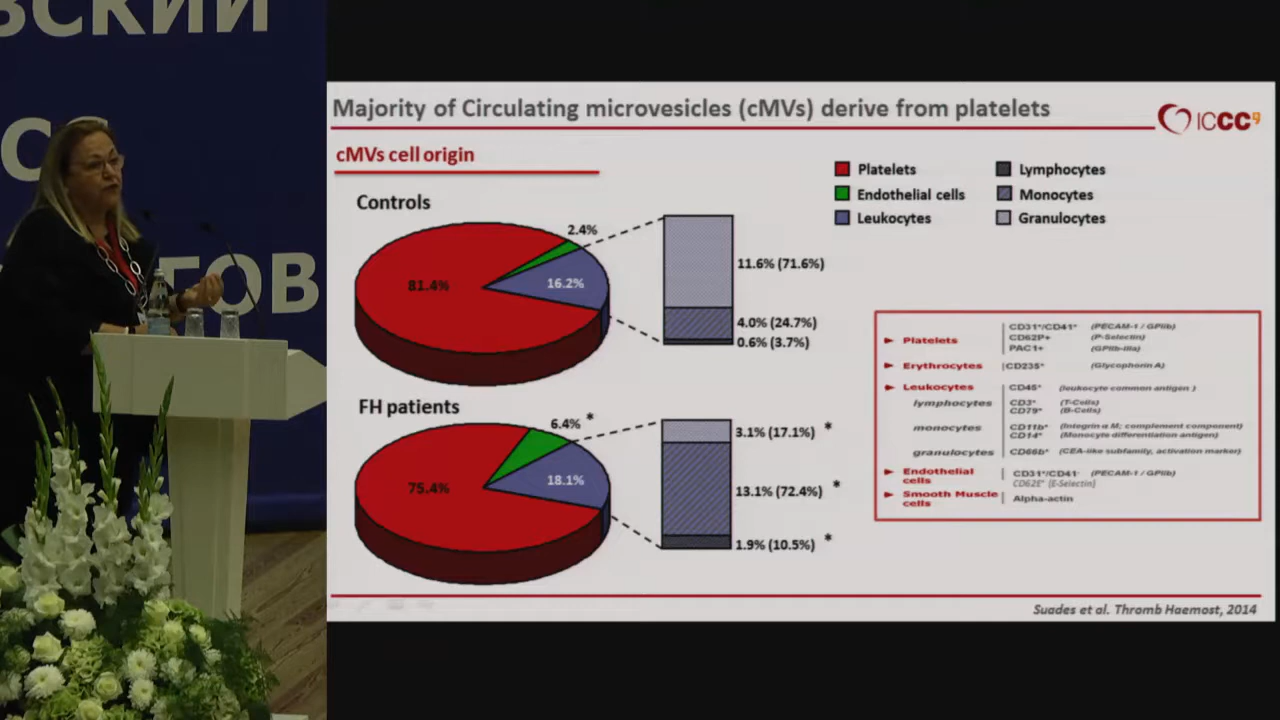 ВСКИЙ
С
ГОВ
Majority of Circulating microvesicles (cMVs) derive from platelets
ICCC9
cMVs cell origin
Platelets
Endothelial cells
Leukocytes
Lymphocytes
Monocytes
Granulocytes
Controls
2.4%
81.4%
16.2%
11.6% (71.6%)
4.0% (24.7%)
0.6% (3.7%)
FH patients
6.4% *
75.4%
18.1%
3.1% (17.1%) *
13.1% (72.4%) *
1.9% (10.5%) *
Platelets
CD31+/CD41+ (PECAM-1 / GPIIb)
CD62P+ (P-Selectin)
PAC1+ (GPIIb-IIIa)
Erythrocytes CD235+ (Glycophorin A)
Leukocytes CD45+ (leukocyte common antigen )
lymphocytes
CD3+ (T-Cells)
CD79+ (B-Cells)
monocytes
CD11b+ (Integrin α M; complement component)
CD14+ (Monocyte differentiation antigen)
granulocytes CD66b+ (CEA-like subfamily, activation marker)
Endothelial cells
CD31+/CD41- (PECAM-1 / GPIIb)
CD62E+ (E-Selectin)
Smooth Muscle cells Alpha-actin
Suades et al. Thromb Haemost, 2014